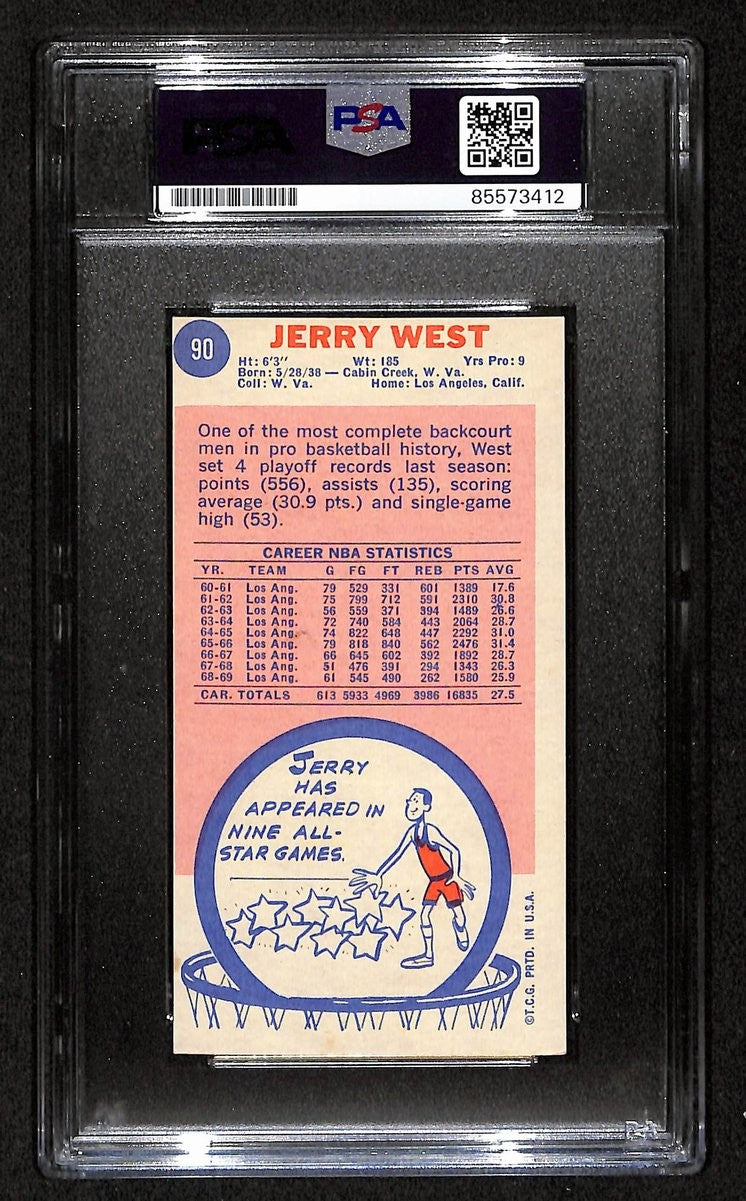 PSA PSA
85573412
90
JERRY WEST
Ht: 6'3" Wt: 185 Yrs Pro: 9
Born: 5/28/38 — Cabin Creek, W. Va.
Coll: W. Va. Home: Los Angeles, Calif.
One of the most complete backcourt
men in pro basketball history, West
set 4 playoff records last season:
points (556), assists (135), scoring
average (30.9 pts.) and single-game
high (53).
CAREER NBA STATISTICS
YR. TEAM G FG FT REB PTS AVG
60-61 Los Ang. 79 529 331 601 1389 17.6
61-62 Los Ang. 75 799 712 591 2310 30.8
62-63 Los Ang. 56 559 371 394 1489 26.6
63-64 Los Ang. 72 740 584 443 2064 28.7
64-65 Los Ang. 74 822 648 447 2292 31.0
65-66 Los Ang. 79 818 840 562 2476 31.4
66-67 Los Ang. 66 645 602 392 1892 28.7
67-68 Los Ang. 51 476 391 294 1343 26.3
68-69 Los Ang. 61 545 490 262 1580 25.9
CAR. TOTALS 613 5933 4969 3986 16835 27.5
JERRY
HAS
APPEARED IN
NINE ALL-
STAR GAMES.
©T.C.G. PRTD. IN U.S.A.
PSA